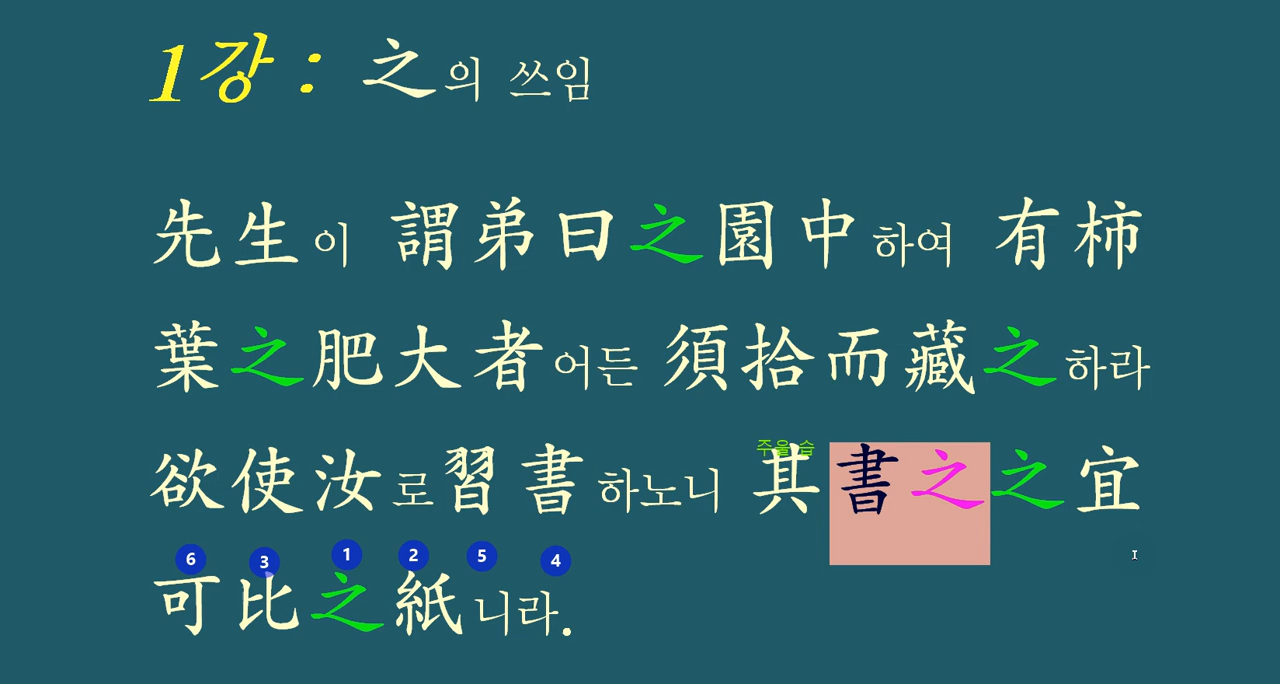 1강 : 之의 쓰임
先生이 謂弟曰之園中하여 有柿
葉之肥大者어든 須拾而藏之하라
주울 습
欲使汝로習書하노니 其書之之宜
6 3 1 2 5 4
可比之紙니라.